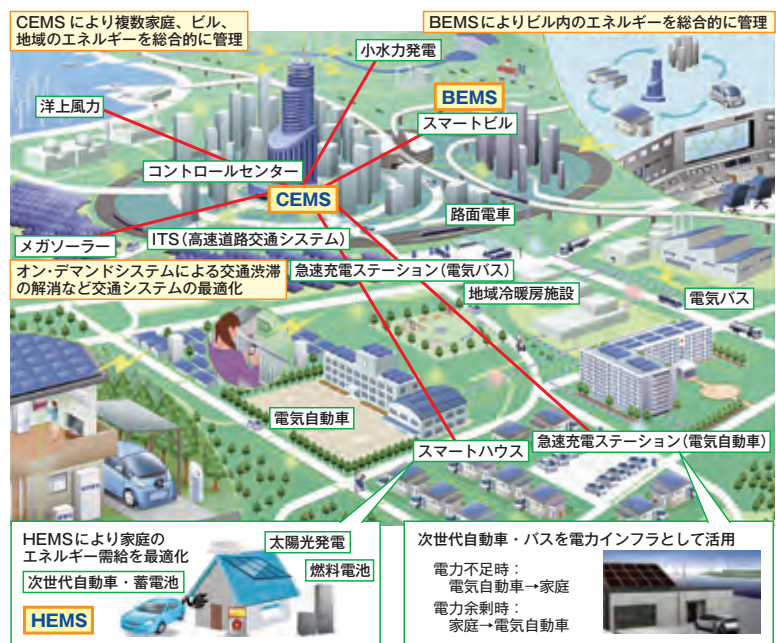 CEMSにより複数家庭、ビル、
地域のエネルギーを総合的に管理
BEMSによりビル内のエネルギーを総合的に管理
小水力発電
洋上風力
BEMS
スマートビル
コントロールセンター
CEMS
路面電車
メガソーラー
ITS(高速道路交通システム)
オン・デマンドシステムによる交通渋滞
の解消など交通システムの最適化
急速充電ステーション(電気バス)
地域冷暖房施設
電気バス
電気自動車
スマートハウス
急速充電ステーション(電気自動車)
HEMSにより家庭の
エネルギー需給を最適化
太陽光発電
次世代自動車・蓄電池
燃料電池
HEMS
次世代自動車・バスを電力インフラとして活用
電力不足時:
電気自動車→家庭
電力余剰時:
家庭→電気自動車